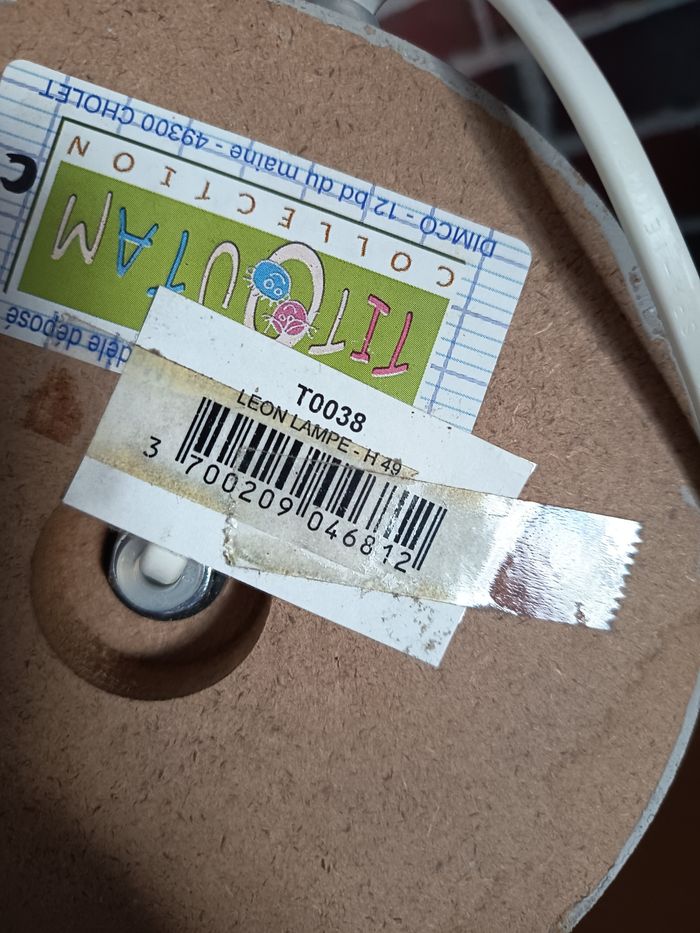 dèle déposé
TITOUTAM
COLLECTION
DIMCO - 12 bd du maine - 49300 CHOLET
T0038
LEON LAMPE - H 49
3 700209 046812